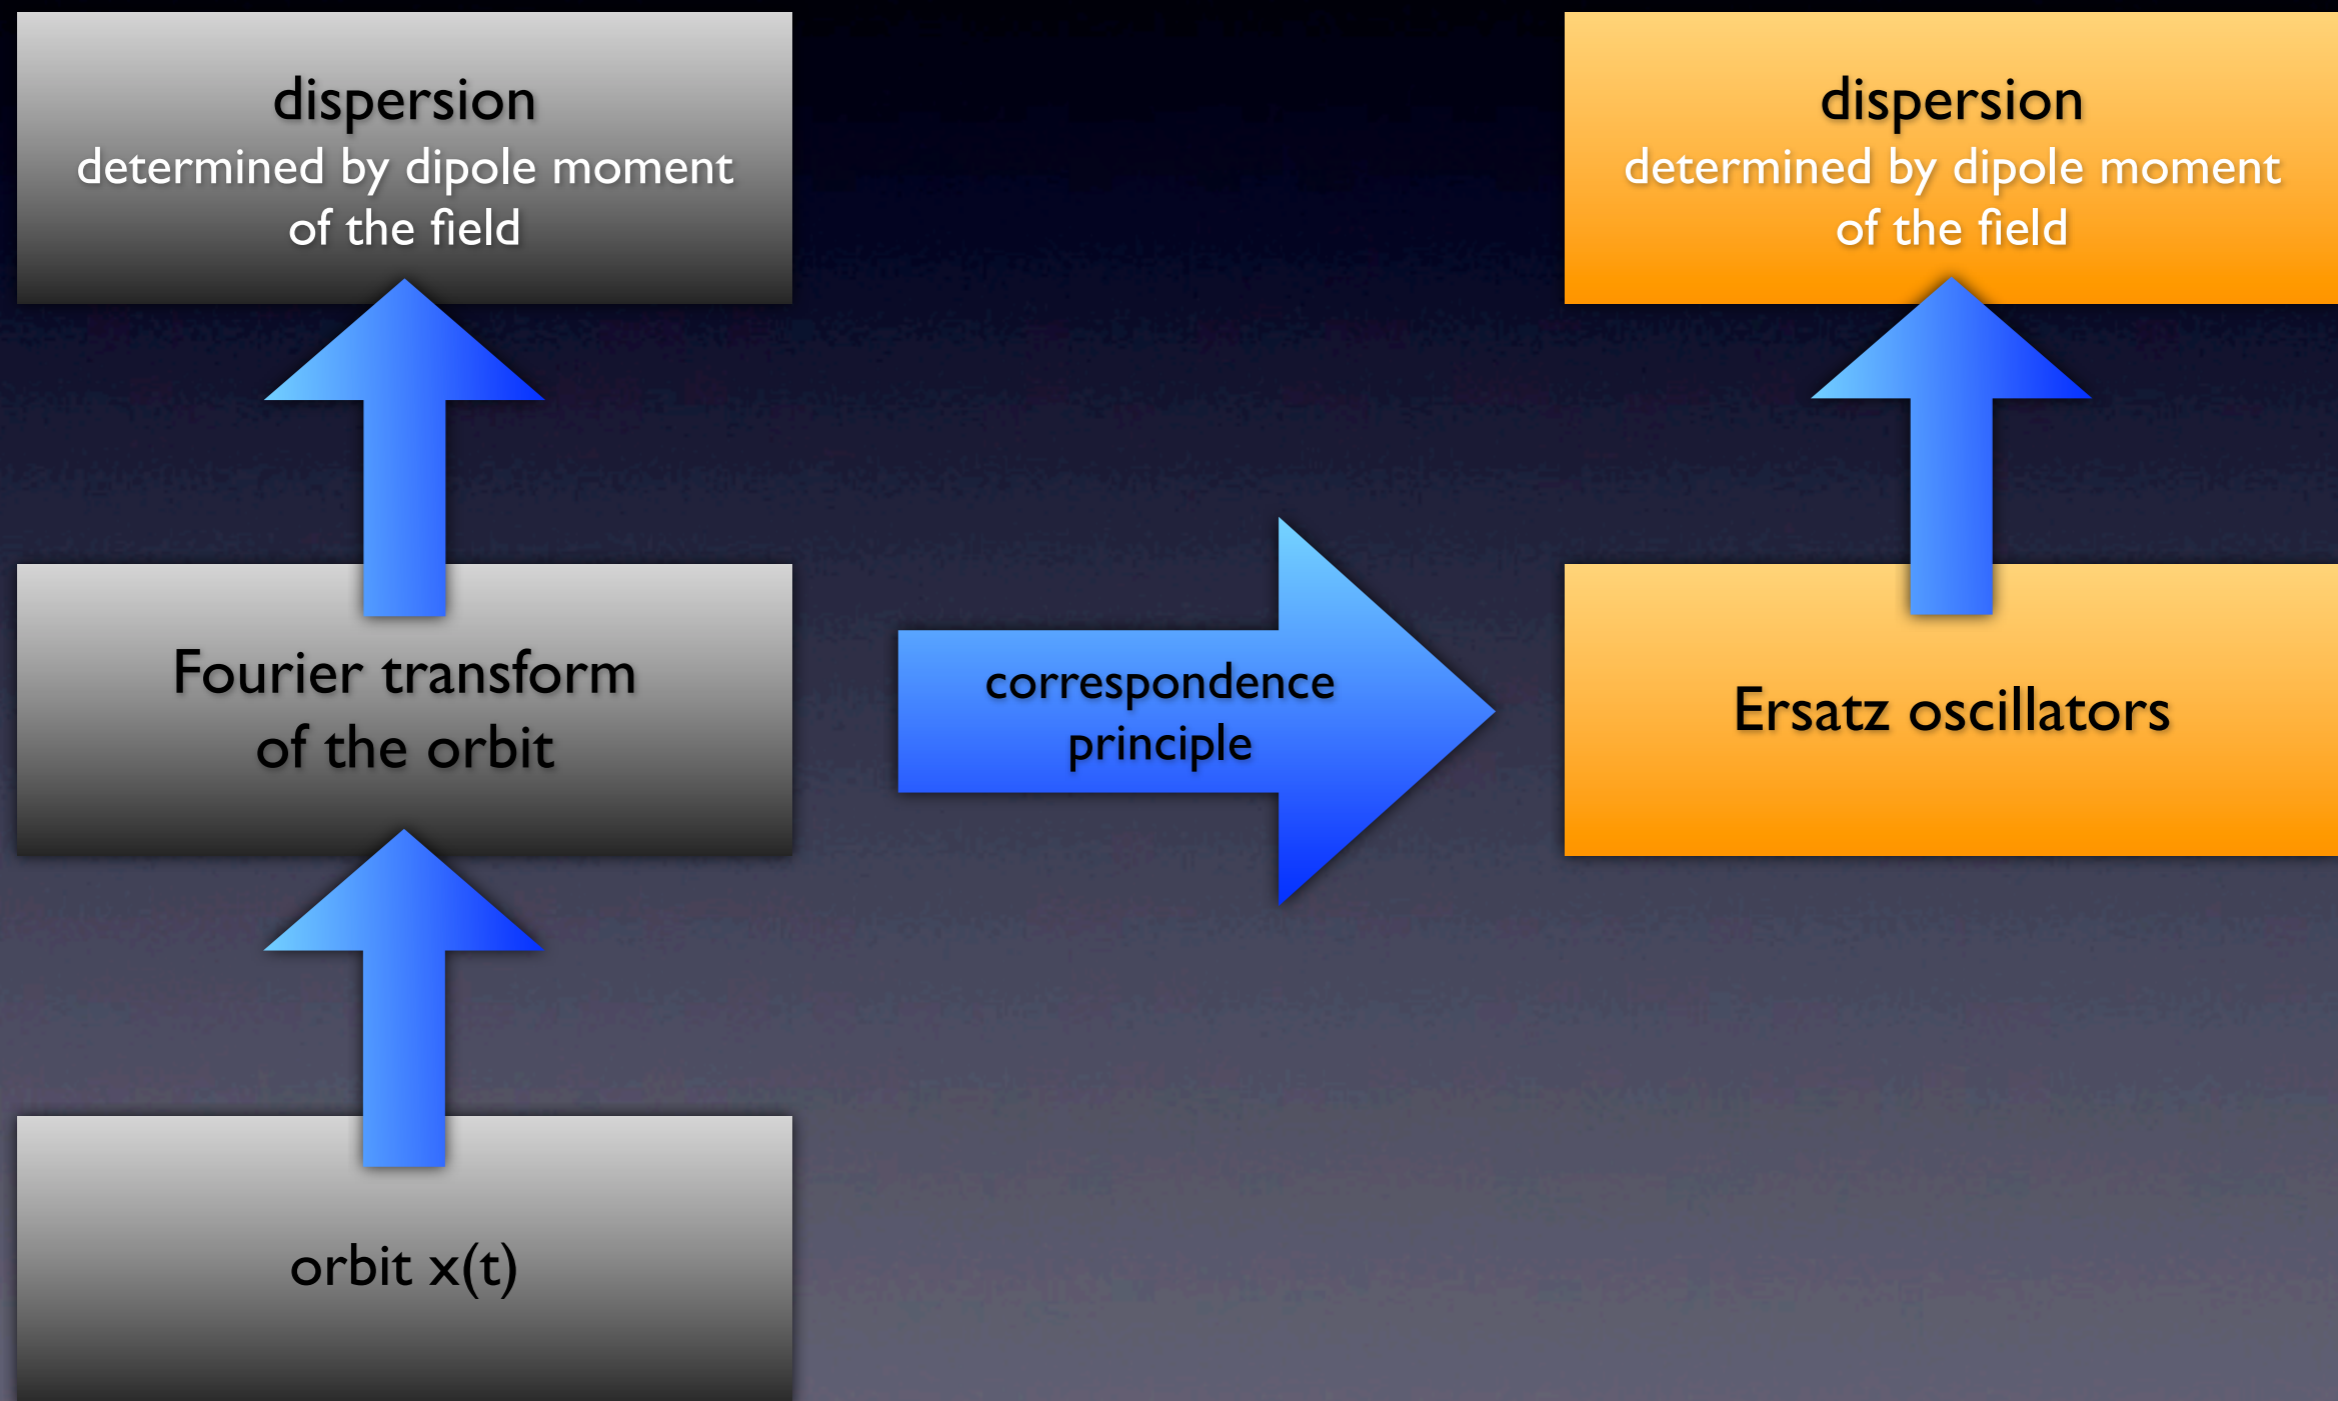 dispersion
determined by dipole moment
of the field
dispersion
determined by dipole moment
of the field
Fourier transform
of the orbit
correspondence
principle
Ersatz oscillators
orbit x(t)